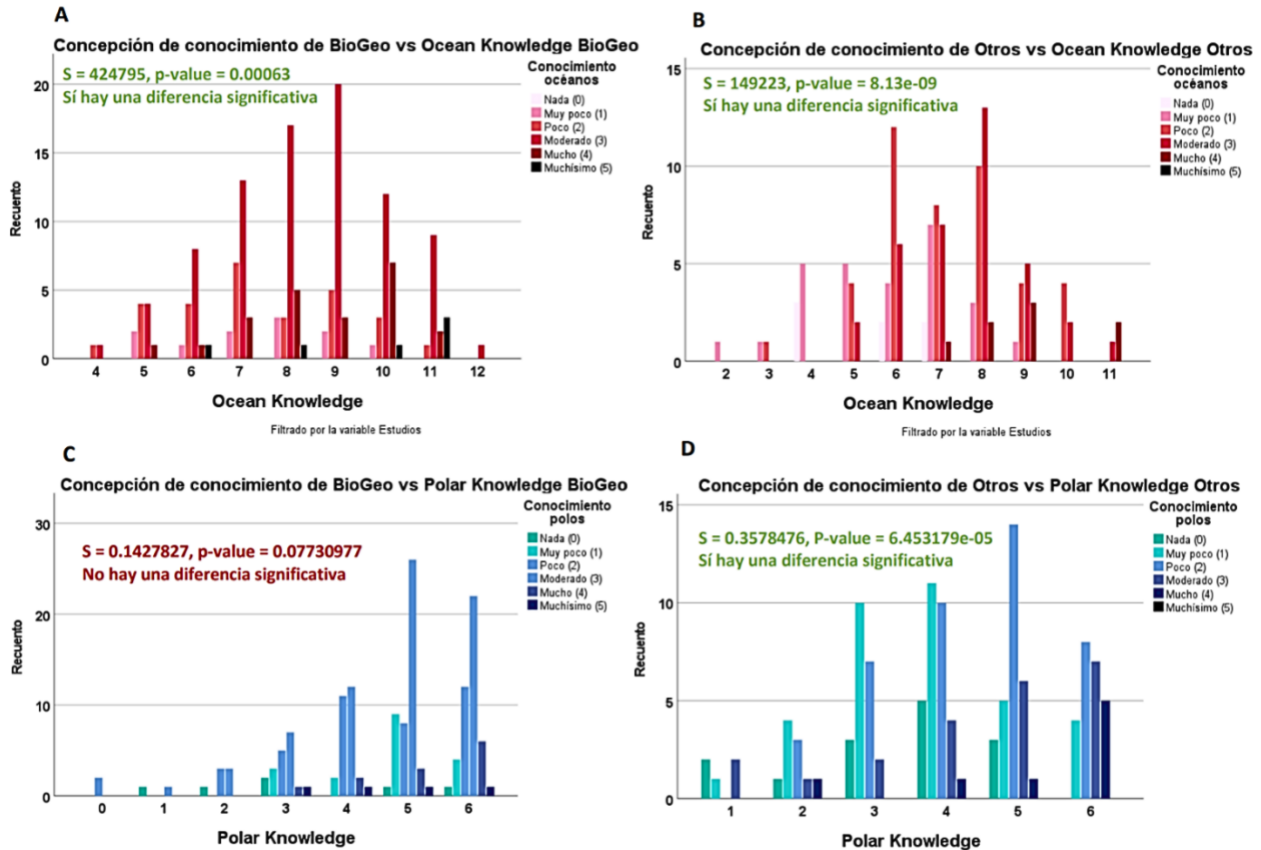 A
Concepción de conocimiento de BioGeo vs Ocean Knowledge BioGeo
S = 424795, p-value = 0.00063
Sí hay una diferencia significativa
Conocimiento
océanos
Nada (0)
Muy poco (1)
Poco (2)
Moderado (3)
Mucho (4)
Muchísimo (5)
Recuento
20
15
10
5
0
4 5 6 7 8 9 10 11 12
Ocean Knowledge
Filtrado por la variable Estudios
B
Concepción de conocimiento de Otros vs Ocean Knowledge Otros
S = 149223, p-value = 8.13e-09
Sí hay una diferencia significativa
Conocimiento
océanos
Nada (0)
Muy poco (1)
Poco (2)
Moderado (3)
Mucho (4)
Muchísimo (5)
Recuento
15
10
5
0
2 3 4 5 6 7 8 9 10 11
Ocean Knowledge
Filtrado por la variable Estudios
C
Concepción de conocimiento de BioGeo vs Polar Knowledge BioGeo
S = 0.1427827, p-value = 0.07730977
No hay una diferencia significativa
Conocimiento
polos
Nada (0)
Muy poco (1)
Poco (2)
Moderado (3)
Mucho (4)
Muchísimo (5)
Recuento
30
20
10
0
0 1 2 3 4 5 6
Polar Knowledge
D
Concepción de conocimiento de Otros vs Polar Knowledge Otros
S = 0.3578476, P-value = 6.453179e-05
Sí hay una diferencia significativa
Conocimiento
polos
Nada (0)
Muy poco (1)
Poco (2)
Moderado (3)
Mucho (4)
Muchísimo (5)
Recuento
15
10
5
0
1 2 3 4 5 6
Polar Knowledge